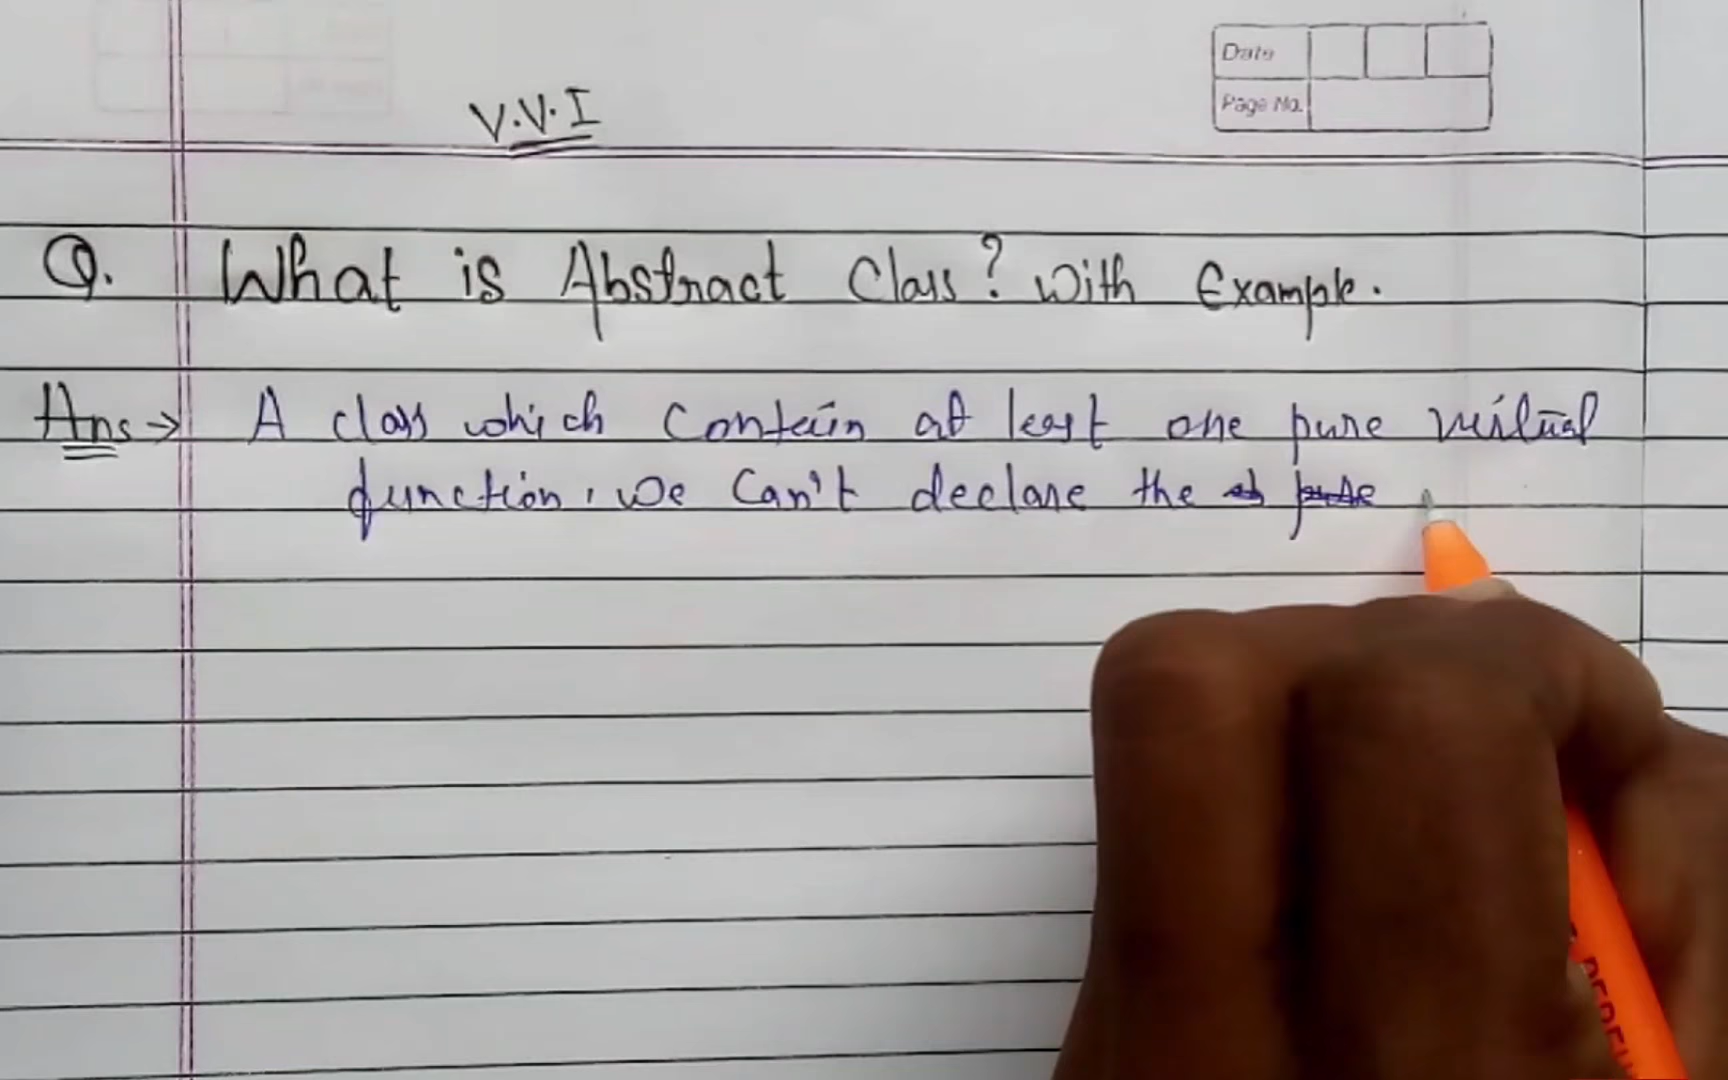 Date
Page No.
V.V.I
Q. What is Abstract Class? With Example.
Ans → A class which contain at least one pure virtual
function, we can't declare the